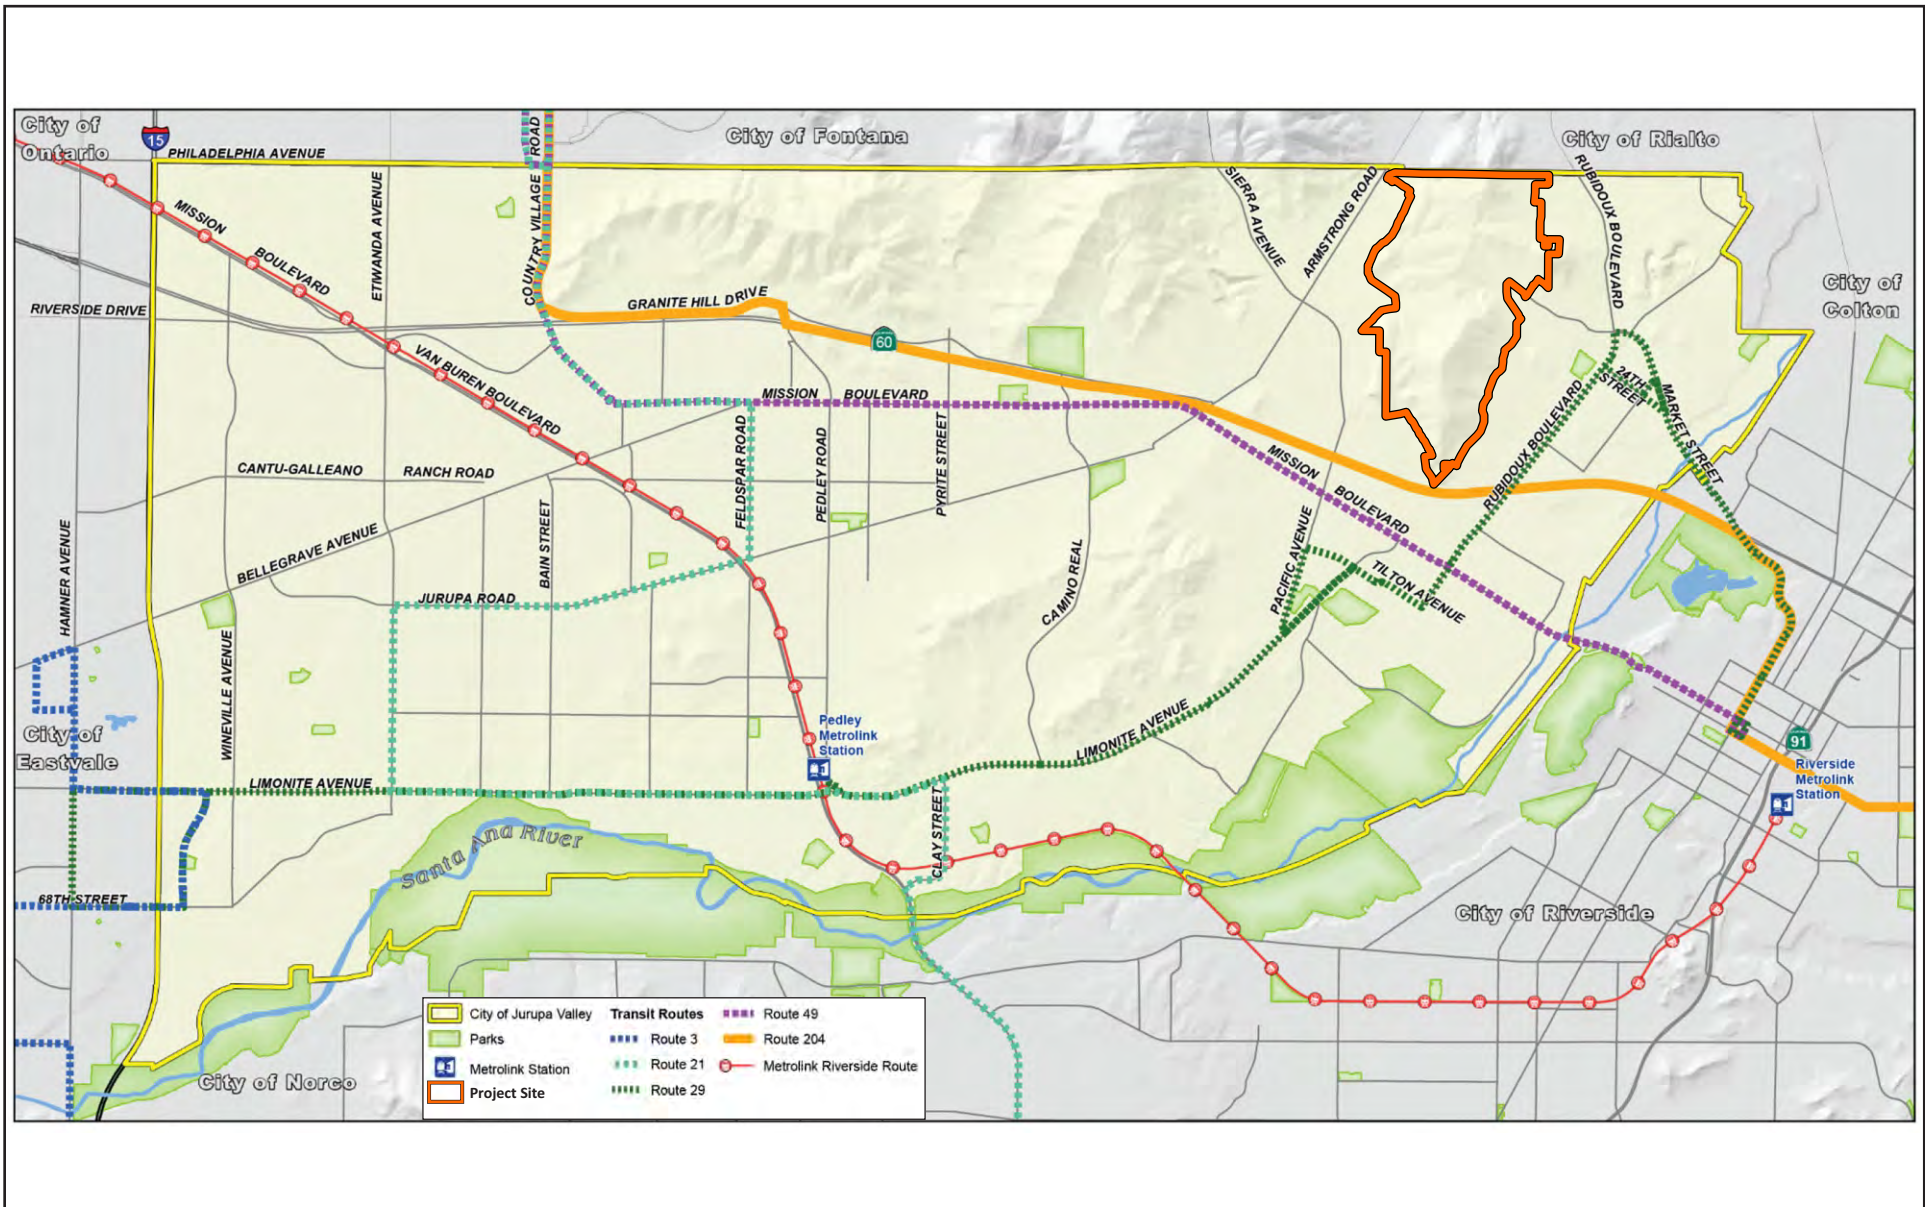 City of
Ontario
15
PHILADELPHIA AVENUE
ROAD
City of Fontana
City of Rialto
MISSION
BOULEVARD
ETIWANDA AVENUE
COUNTRY VILLAGE
SIERRA AVENUE
ARMSTRONG ROAD
RUBIDOUX BOULEVARD
City of
Colton
RIVERSIDE DRIVE
GRANITE HILL DRIVE
60
VAN BUREN BOULEVARD
MISSION
BOULEVARD
24TH
STREET
MARKET STREET
RUBIDOUX BOULEVARD
CANTU-GALLEANO
RANCH ROAD
FELDSPAR ROAD
PEDLEY ROAD
PYRITE STREET
MISSION
BOULEVARD
HAMNER AVENUE
BELLEGRAVE AVENUE
BAIN STREET
JURUPA ROAD
CAMINO REAL
PACIFIC AVENUE
TILTON AVENUE
WINEVILLE AVENUE
City of
Eastvale
Pedley
Metrolink
Station
LIMONITE AVENUE
91
Riverside
Metrolink
Station
LIMONITE AVENUE
CLAY STREET
Santa Ana River
68TH STREET
City of Riverside
City of Norco
City of Jurupa Valley
Parks
Metrolink Station
Project Site
Transit Routes
Route 3
Route 21
Route 29
Route 49
Route 204
Metrolink Riverside Route